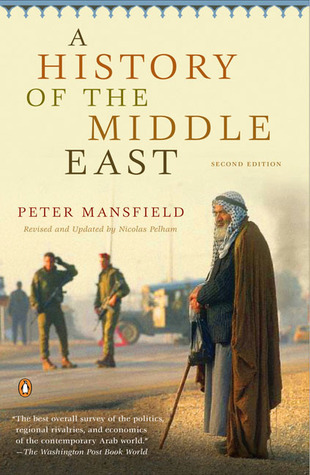 A
HISTORY
OF THE
MIDDLE
EAST
SECOND EDITION
PETER MANSFIELD
Revised and Updated by Nicolas Pelham
"The best overall survey of the politics,
regional rivalries, and economics
of the contemporary Arab world."
—The Washington Post Book World